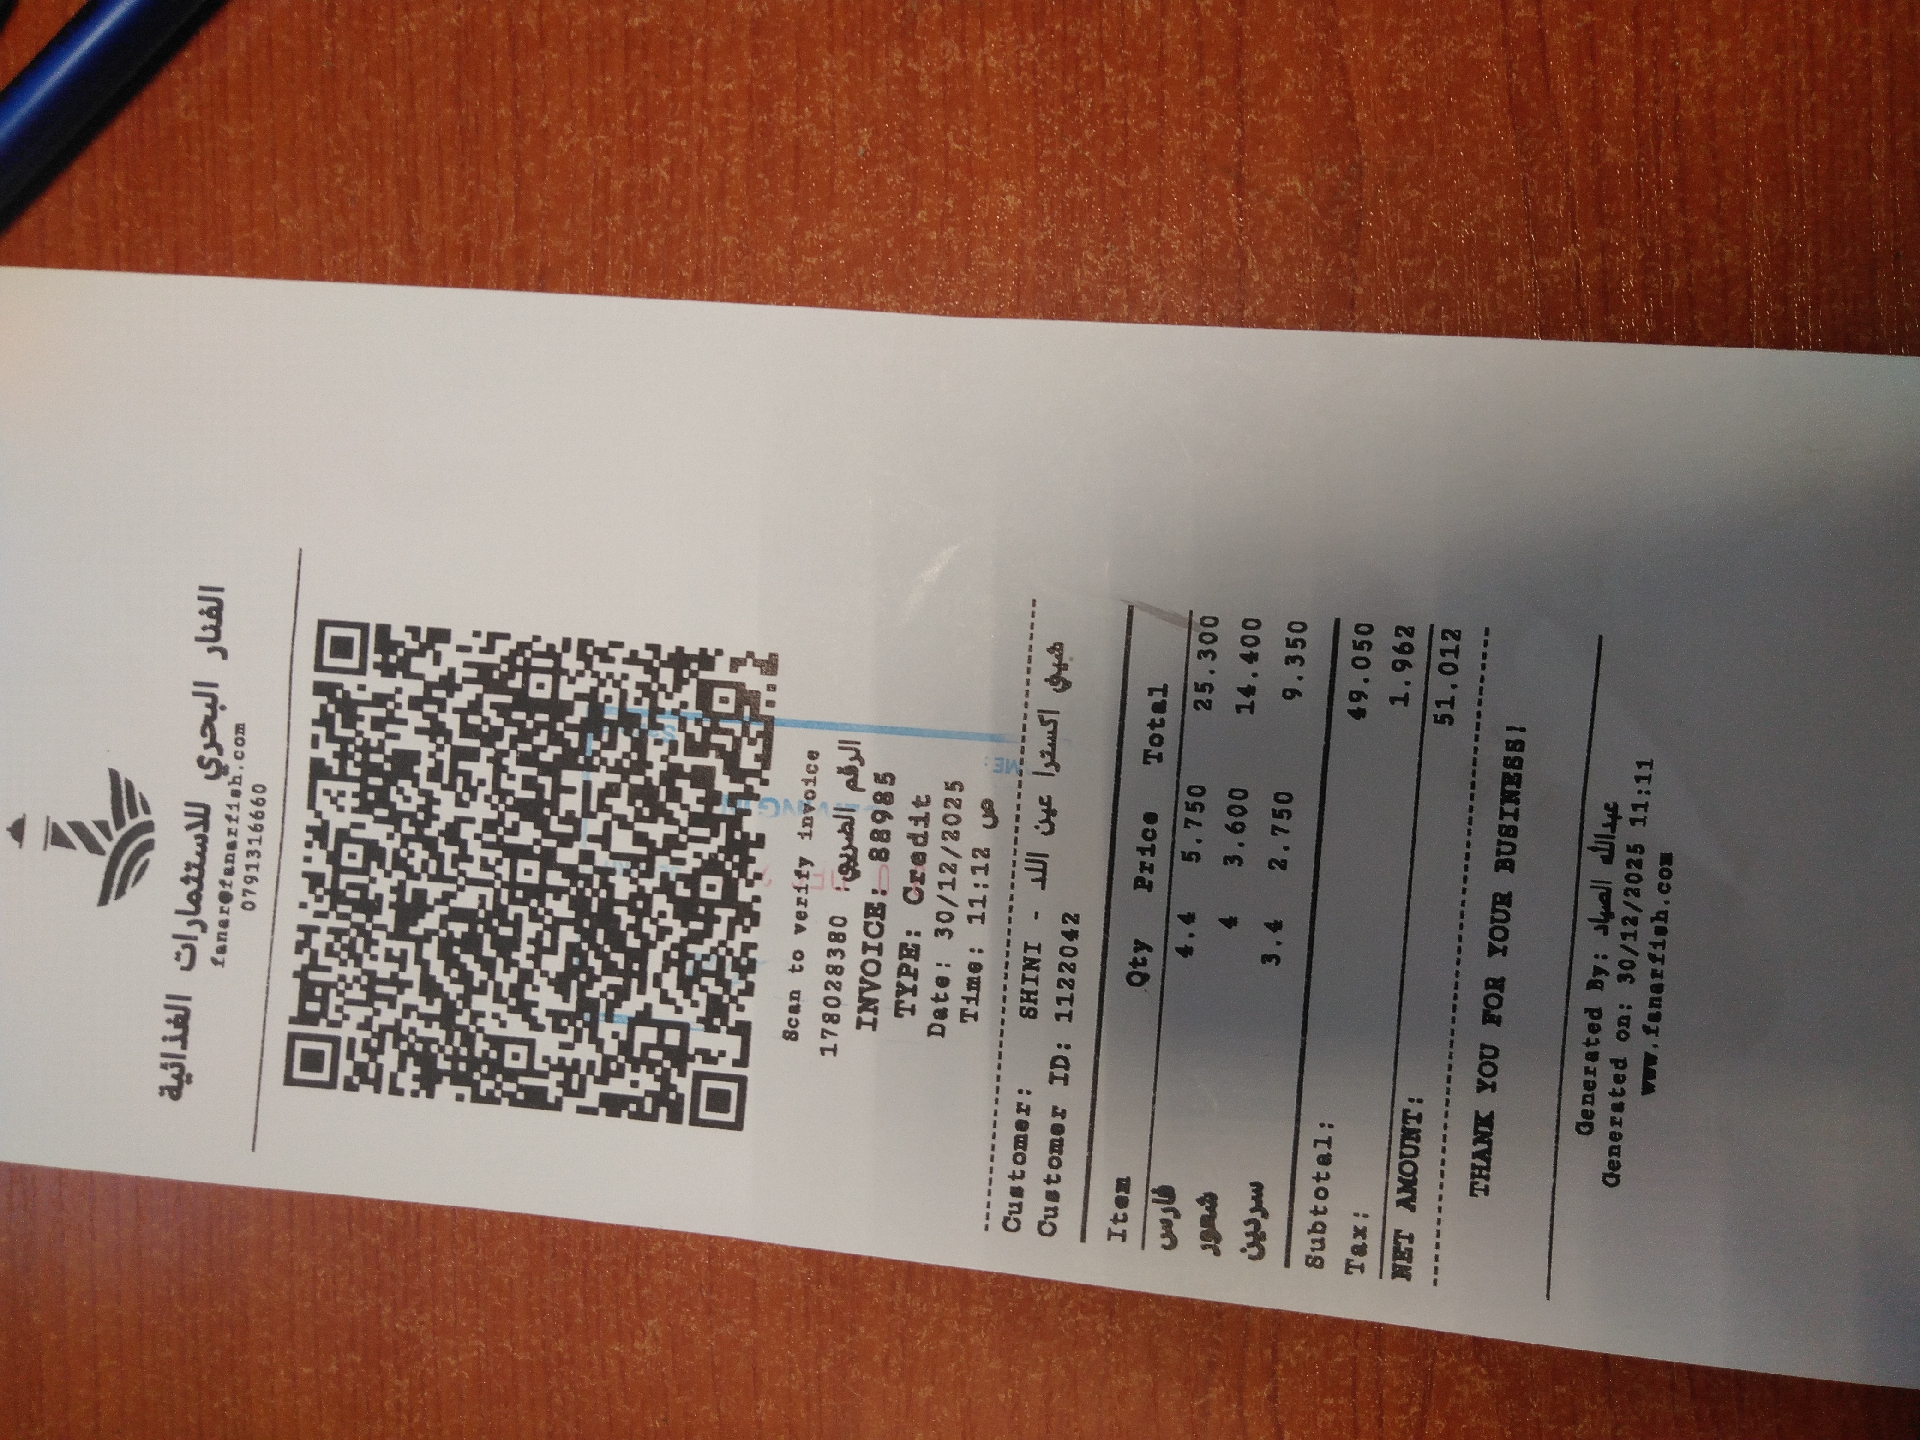 الفنار البحري للاستثمارات الغذائية
fanar@fanarfish.com
0791316660
Scan to verify invoice
178028380 : الرقم الضريبي
INVOICE: 88985
TYPE: Credit
Date: 30/12/2025
Time: 11:12 ص
Customer: SHINI - شيني اكسترا عين الل
Customer ID: 1122042
Item Qty Price Total
فارس 4.4 5.750 25.300
شعور 4 3.600 14.400
سردين 3.4 2.750 9.350
Subtotal: 49.050
Tax: 1.962
NET AMOUNT: 51.012
THANK YOU FOR YOUR BUSINESS!
Generated By: عبدالله الصياد
Generated on: 30/12/2025 11:11
www.fanarfish.com